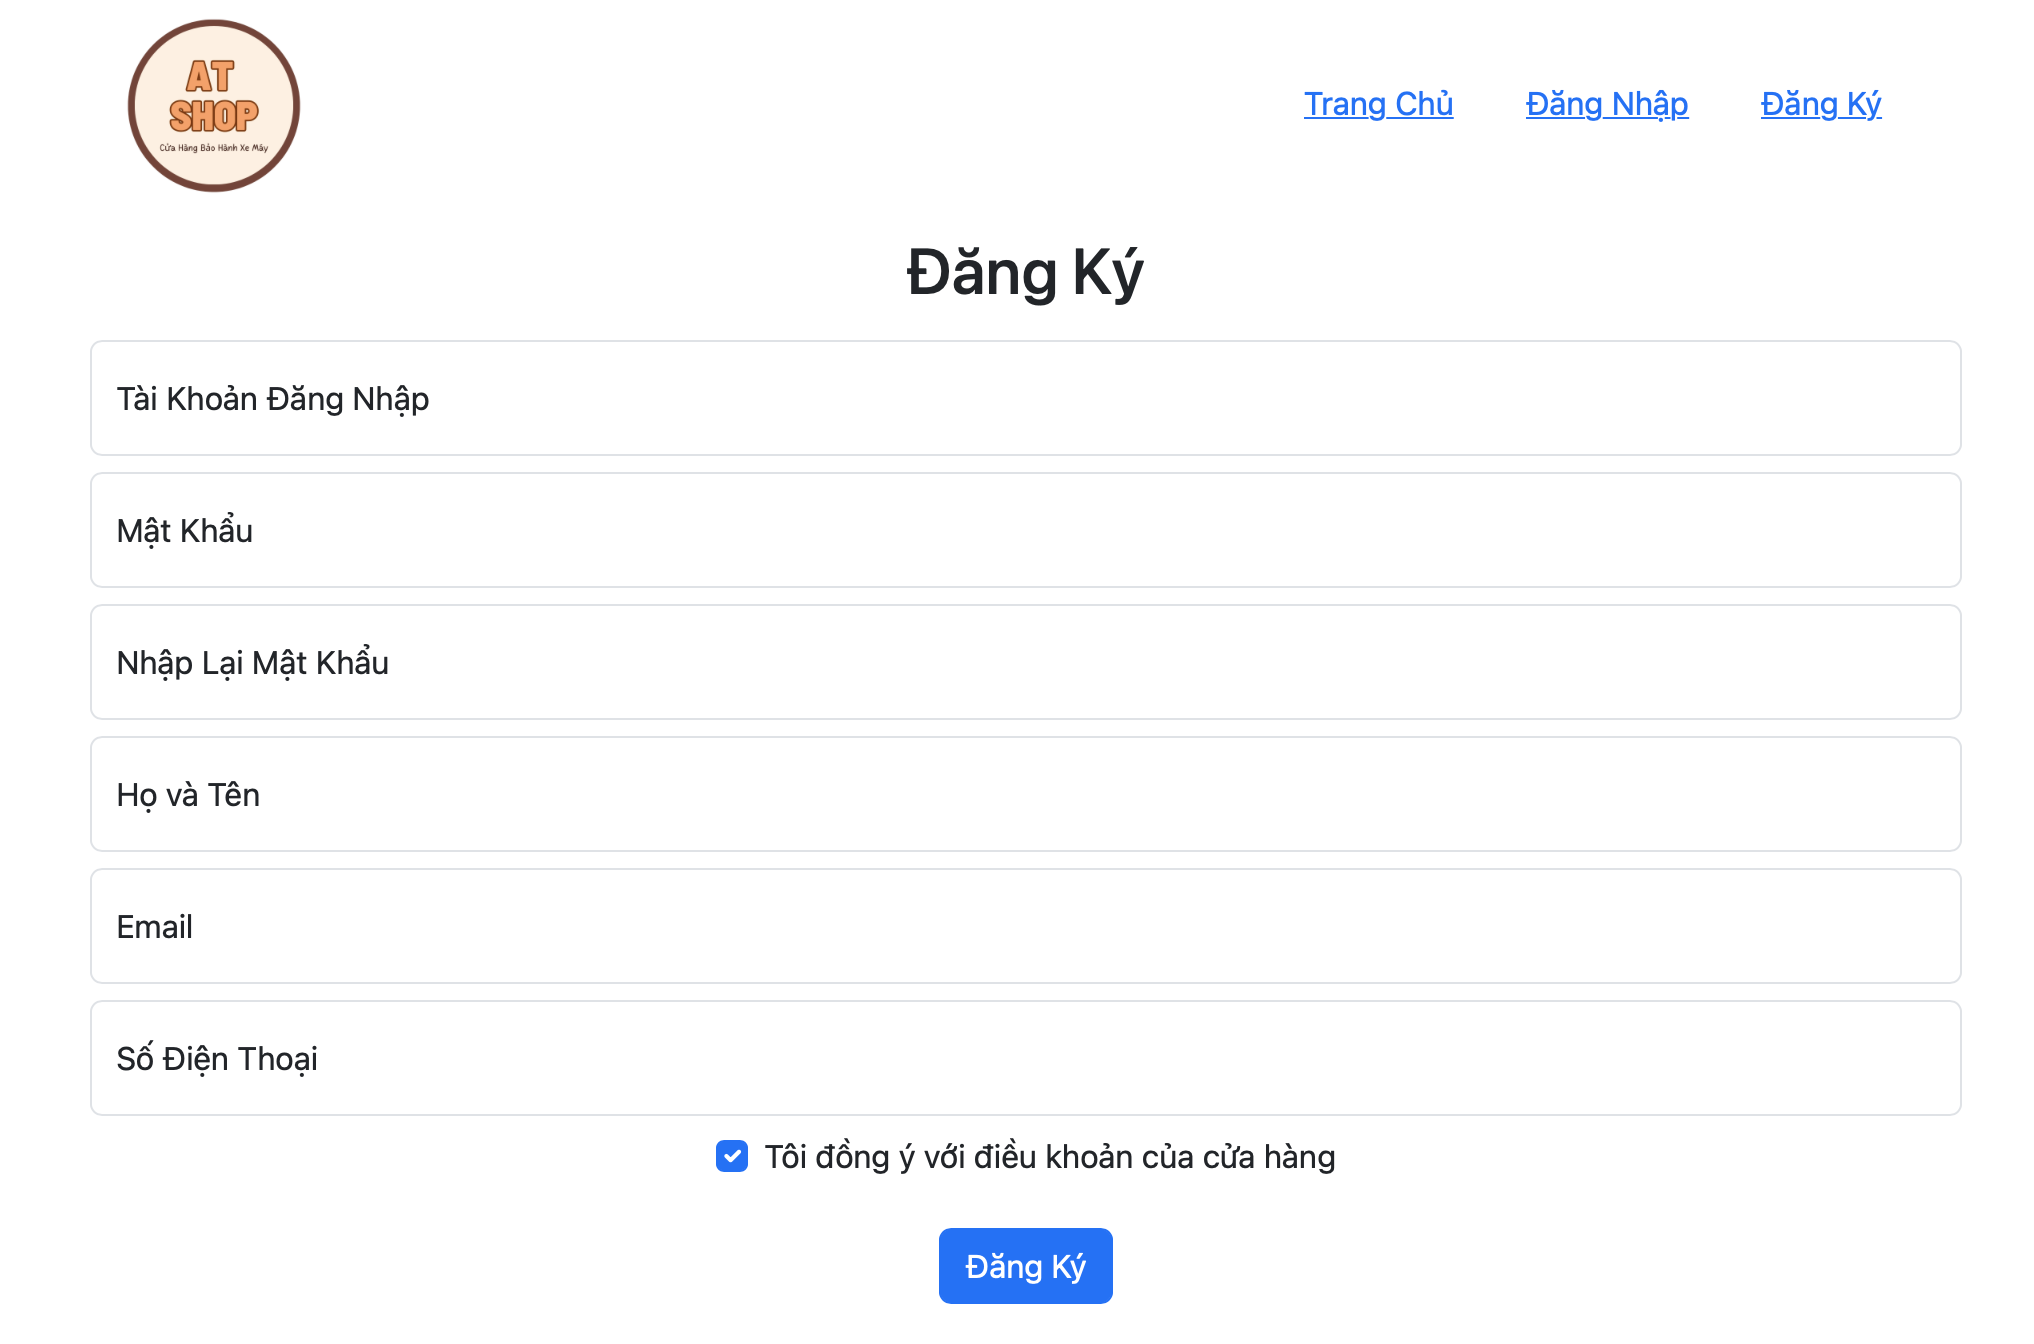 AT
SHOP
Cửa Hàng Bảo Hành Xe Máy
Trang Chủ
Đăng Nhập
Đăng Ký
Đăng Ký
Tài Khoản Đăng Nhập
Mật Khẩu
Nhập Lại Mật Khẩu
Họ và Tên
Email
Số Điện Thoại
Tôi đồng ý với điều khoản của cửa hàng
Đăng Ký